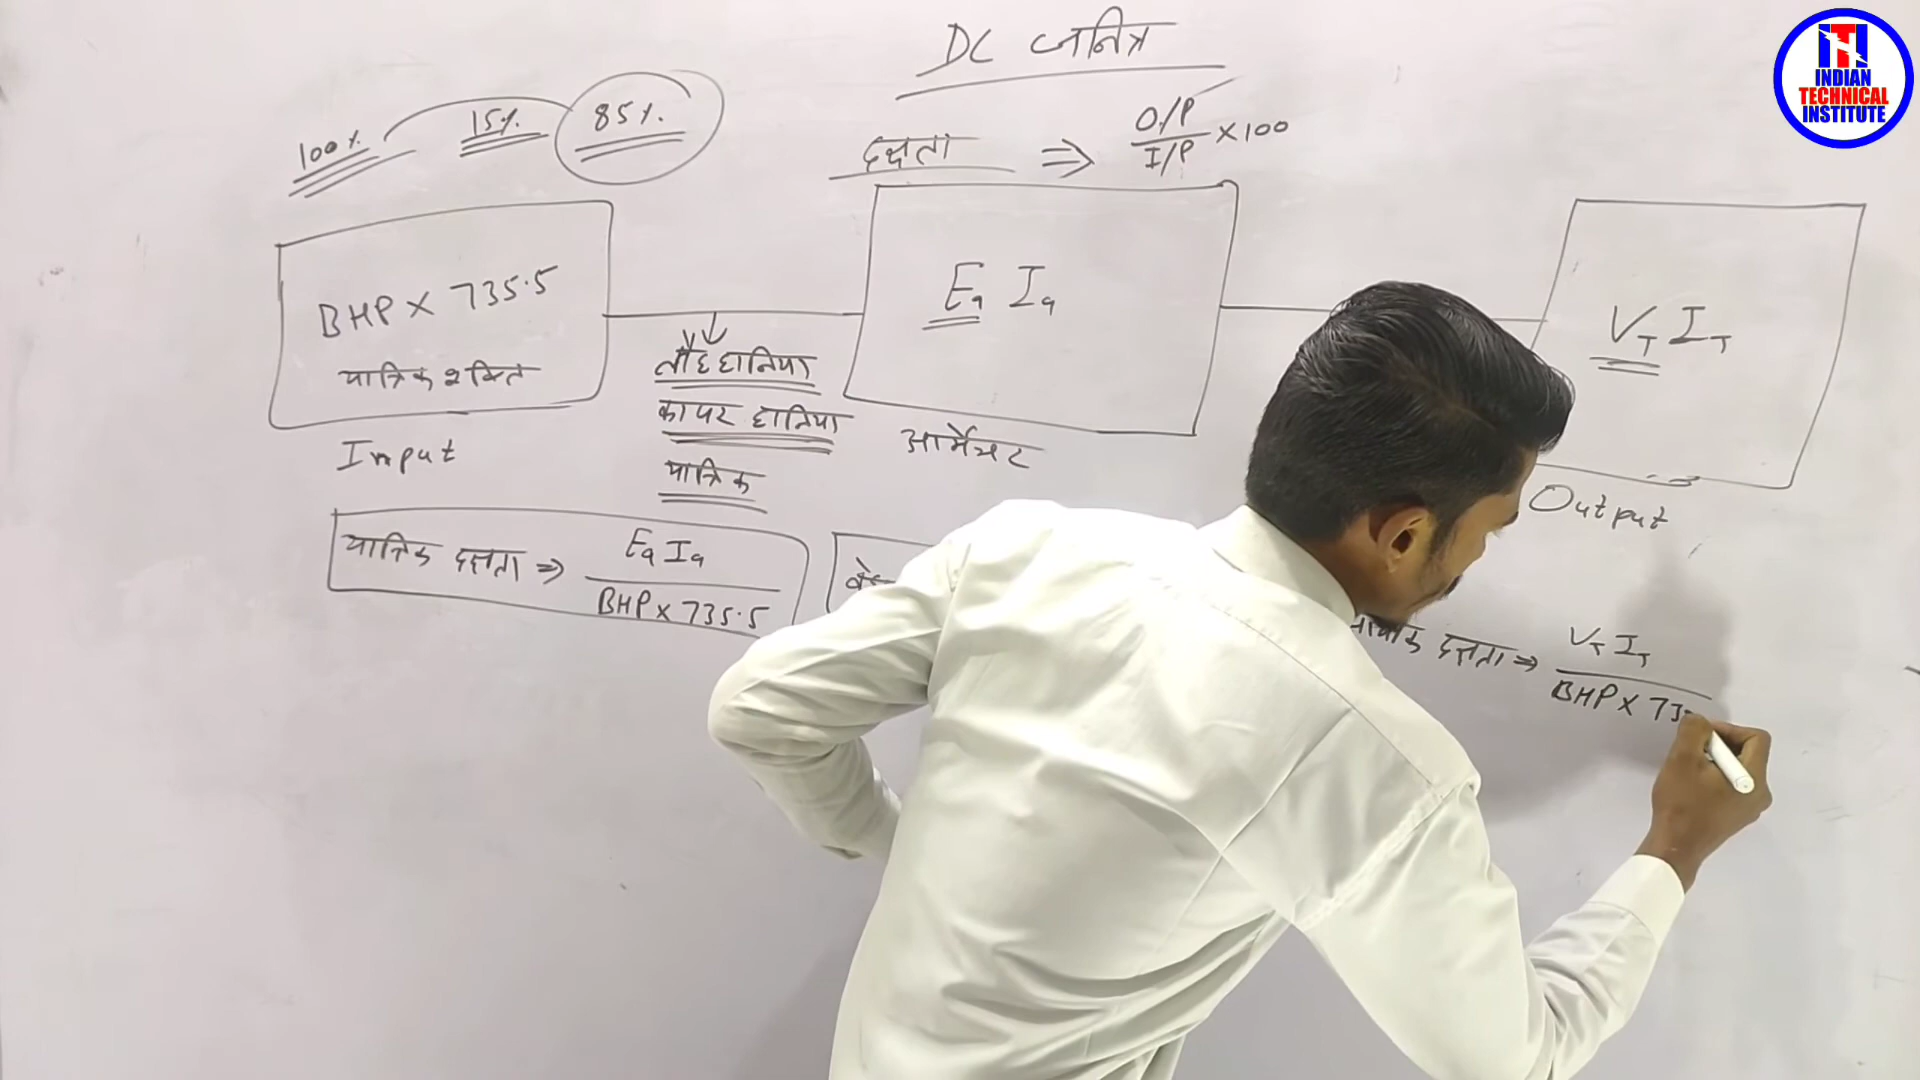 DC जनित्र
100% 15% 85%
दक्षता ⇒ O/P / I/P × 100
BHP × 735.5
यांत्रिक शक्ति
Input
लौह हानिया
कापर हानिया
यांत्रिक
Ea Ia
आर्मेचर
VT IT
Output
यांत्रिक दक्षता ⇒ Ea Ia / BHP × 735.5
दक्षता ⇒ VT IT / BHP × 73
INDIAN
TECHNICAL
INSTITUTE